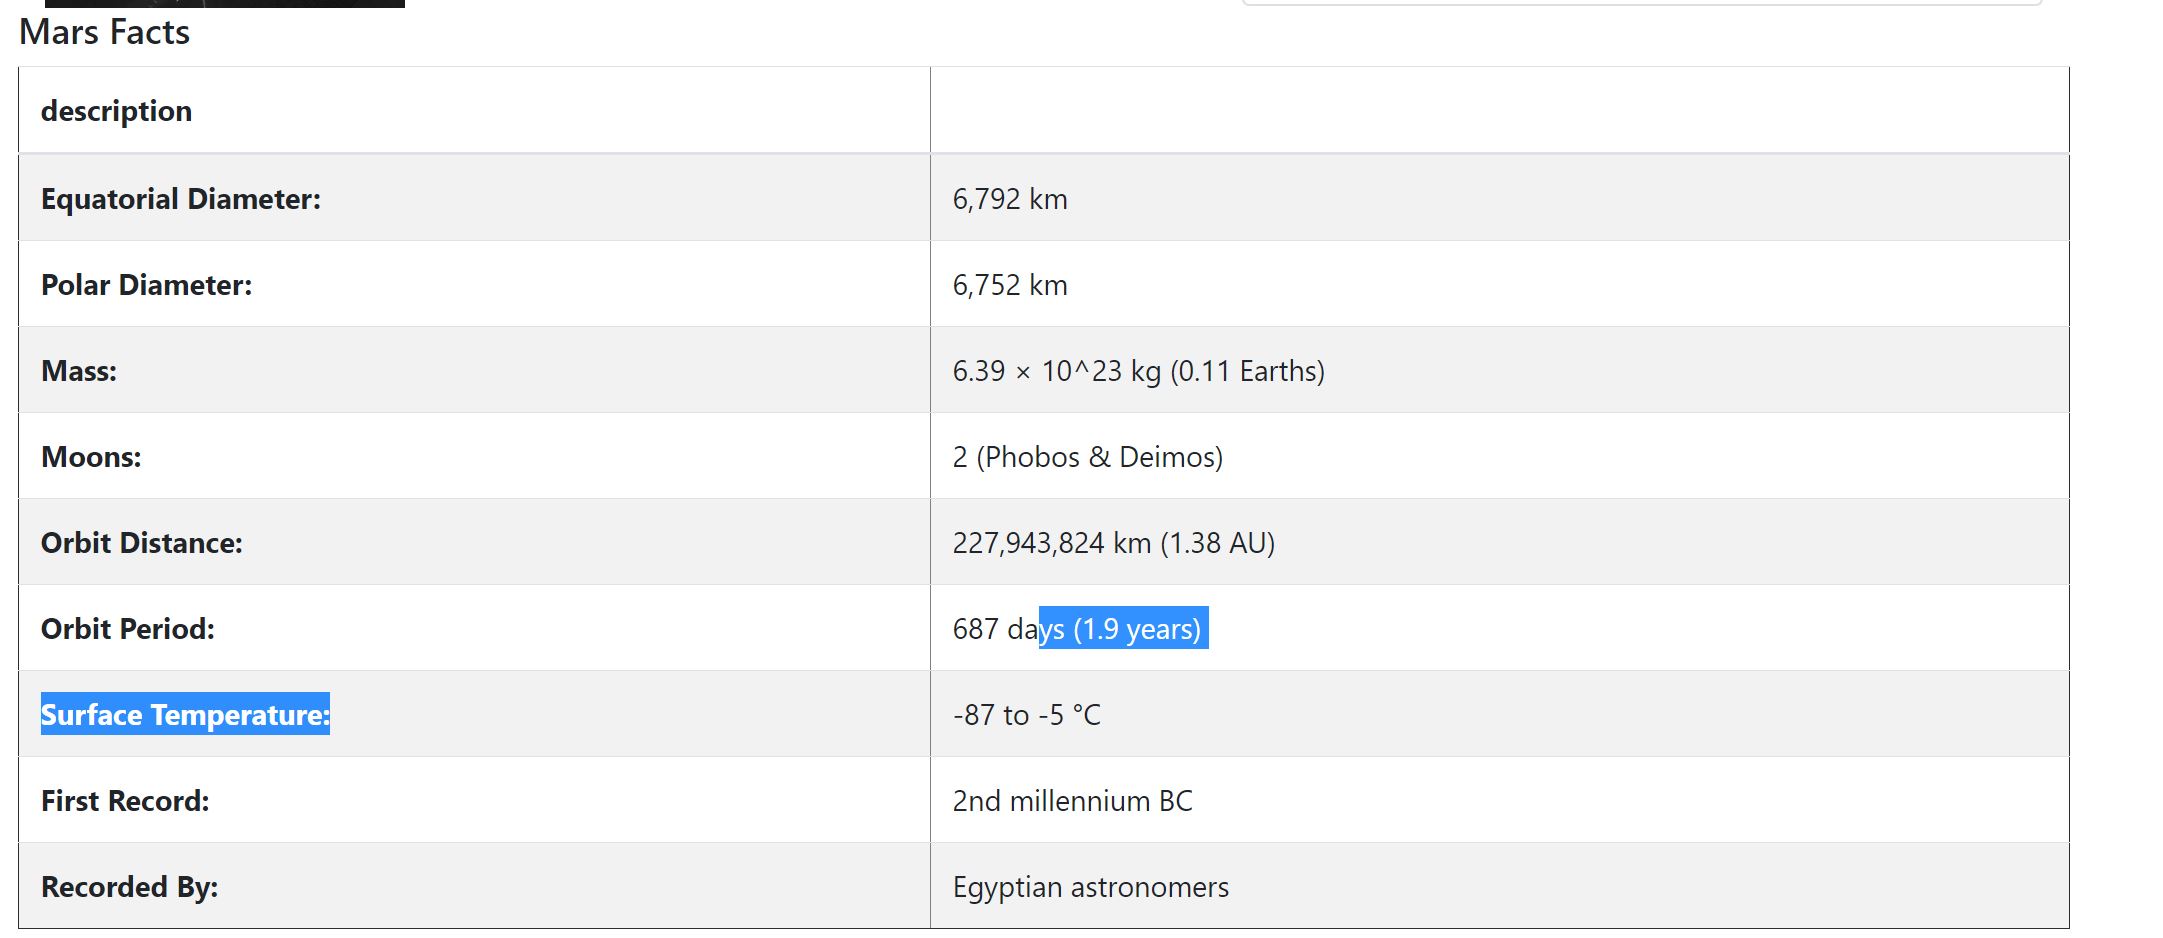 Mars Facts
description
Equatorial Diameter: 6,792 km
Polar Diameter: 6,752 km
Mass: 6.39 × 10^23 kg (0.11 Earths)
Moons: 2 (Phobos & Deimos)
Orbit Distance: 227,943,824 km (1.38 AU)
Orbit Period: 687 days (1.9 years)
Surface Temperature: -87 to -5 °C
First Record: 2nd millennium BC
Recorded By: Egyptian astronomers